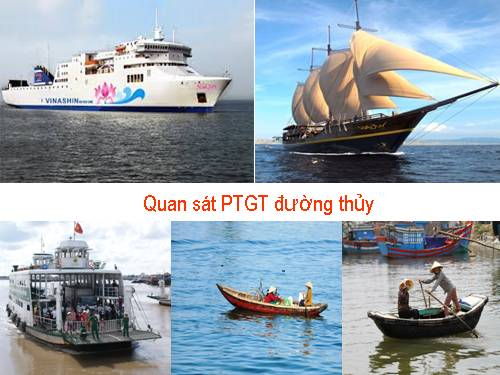 VINASHIN
Quan sát PTGT đường thủy